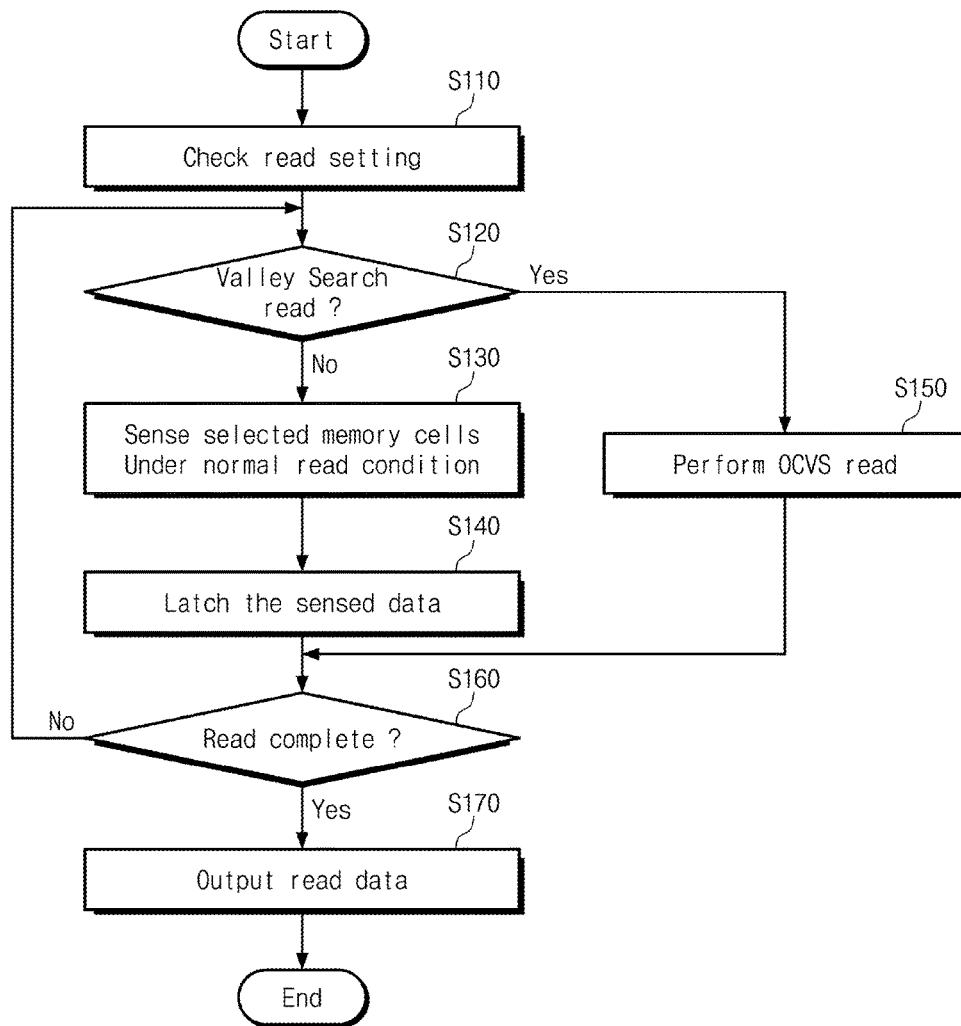 Start
S110
Check read setting
S120
Valley Search
read ?
Yes
No
S130
Sense selected memory cells
Under normal read condition
S150
Perform OCVS read
S140
Latch the sensed data
S160
No
Read complete ?
Yes
S170
Output read data
End